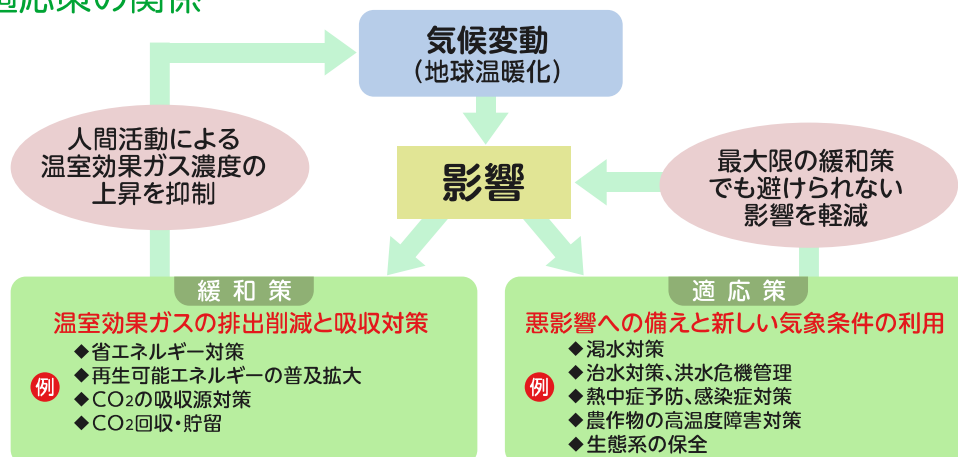 適応策の関係
気候変動
（地球温暖化）
人間活動による
温室効果ガス濃度の
上昇を抑制
影響
最大限の緩和策
でも避けられない
影響を軽減
緩和策
温室効果ガスの排出削減と吸収対策
例
◆省エネルギー対策
◆再生可能エネルギーの普及拡大
◆CO2の吸収源対策
◆CO2回収・貯留
適応策
悪影響への備えと新しい気象条件の利用
例
◆渇水対策
◆治水対策、洪水危機管理
◆熱中症予防、感染症対策
◆農作物の高温度障害対策
◆生態系の保全